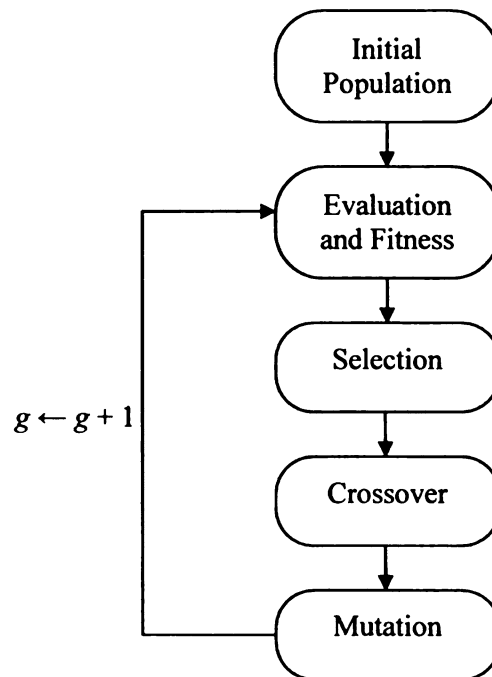 Initial
Population
Evaluation
and Fitness
Selection
g ← g + 1
Crossover
Mutation